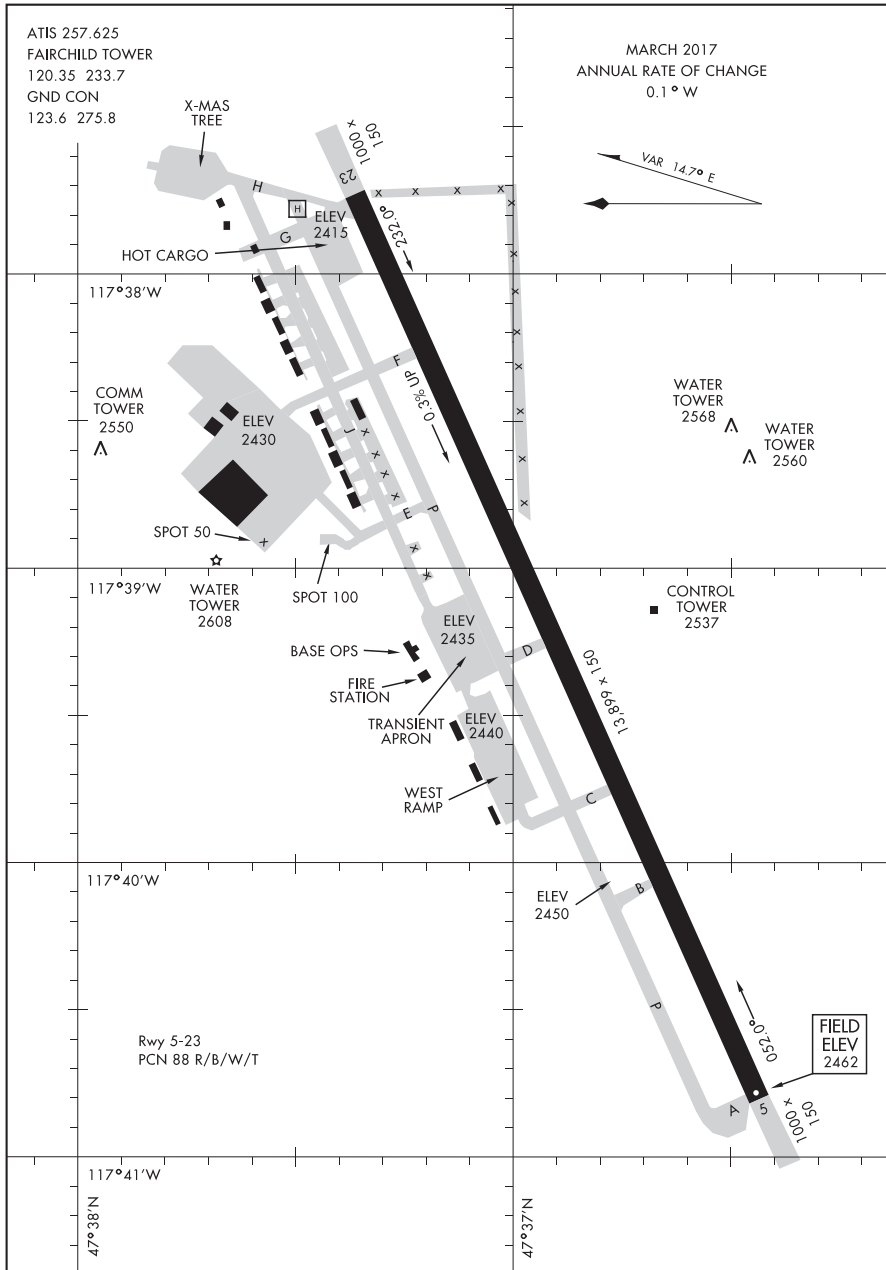 ATIS 257.625
FAIRCHILD TOWER
120.35 233.7
GND CON
123.6 275.8
MARCH 2017
ANNUAL RATE OF CHANGE
0.1° W
VAR 14.7° E
X-MAS
TREE
1000 x
150
23
H
H
ELEV
2415
G
HOT CARGO
232.0°
117°38'W
F
0.3% UP
COMM
TOWER
2550
ELEV
2430
J
WATER
TOWER
2568
WATER
TOWER
2560
P
E
SPOT 50
x
SPOT 100
117°39'W
WATER
TOWER
2608
CONTROL
TOWER
2537
ELEV
2435
BASE OPS
D
FIRE
STATION
13,899 x 150
TRANSIENT
APRON
ELEV
2440
WEST
RAMP
C
117°40'W
ELEV
2450
B
P
052.0°
Rwy 5-23
PCN 88 R/B/W/T
FIELD
ELEV
2462
A
5
1000 x
150
117°41'W
47°38'N
47°37'N